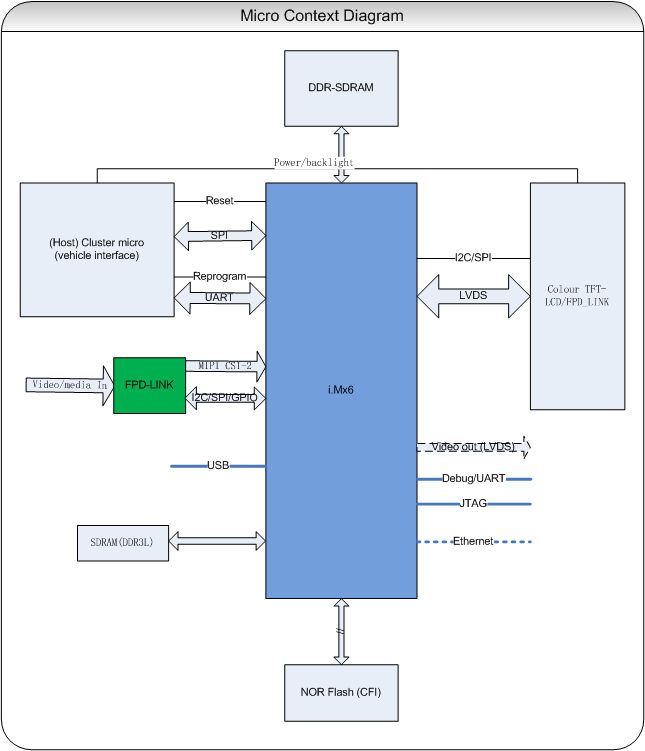 Micro Context Diagram
DDR-SDRAM
Power/backlight
(Host) Cluster micro
(vehicle interface)
Reset
SPI
Reprogram
UART
I2C/SPI
LVDS
Colour TFT-
LCD/FPD_LINK
Video/media In
FPD-LINK
MIPI CSI-2
I2C/SPI/GPIO
i.Mx6
USB
Video out (LVDS)
Debug/UART
JTAG
Ethernet
SDRAM(DDR3L)
//
NOR Flash (CFI)